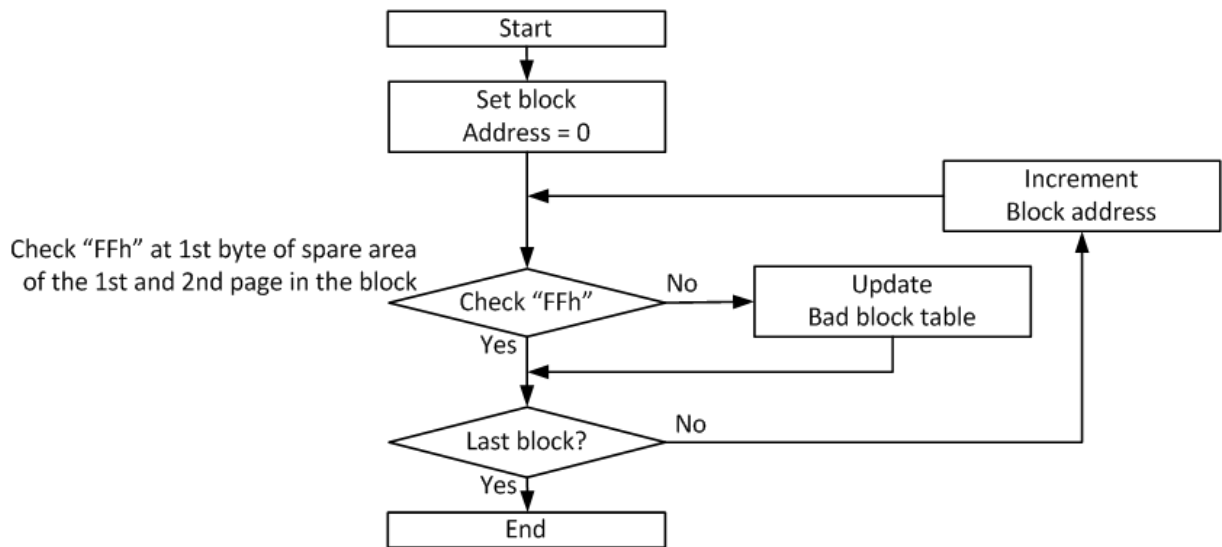 Start
Set block
Address = 0
Increment
Block address
Check “FFh” at 1st byte of spare area
of the 1st and 2nd page in the block
Check “FFh”
No
Update
Bad block table
Yes
Last block?
No
Yes
End